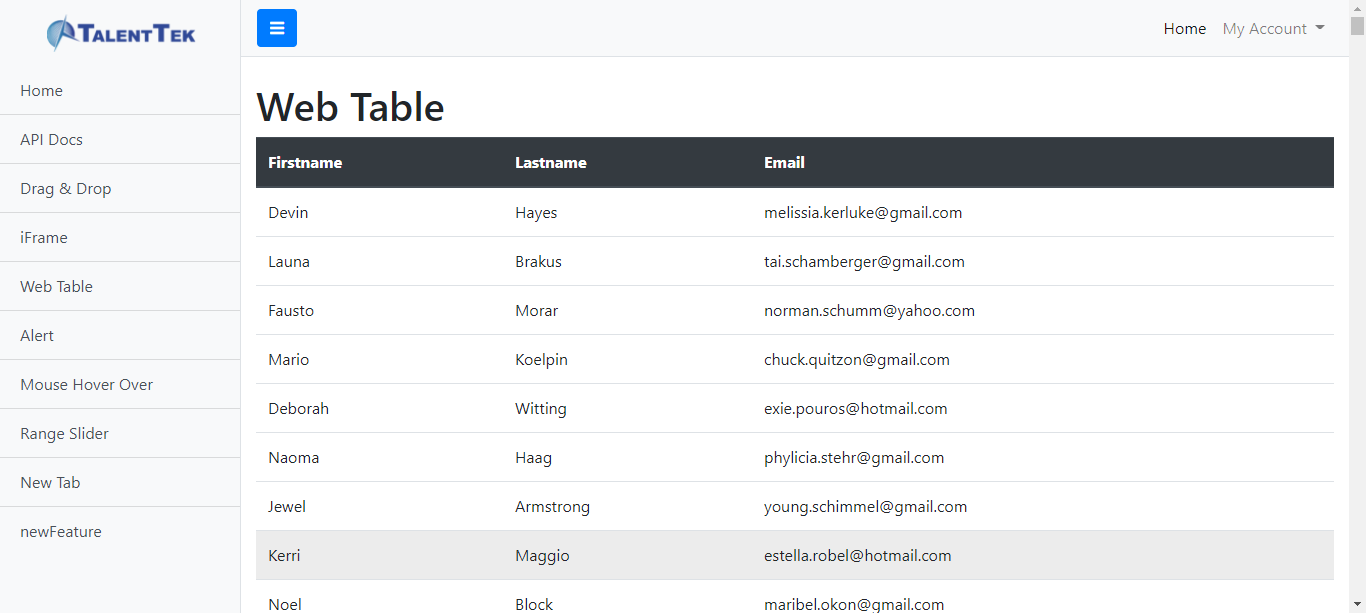 TALENTTEK
Home
API Docs
Drag & Drop
iFrame
Web Table
Alert
Mouse Hover Over
Range Slider
New Tab
newFeature
Home My Account
Web Table
Firstname Lastname Email
Devin Hayes melissia.kerluke@gmail.com
Launa Brakus tai.schamberger@gmail.com
Fausto Morar norman.schumm@yahoo.com
Mario Koelpin chuck.quitzon@gmail.com
Deborah Witting exie.pouros@hotmail.com
Naoma Haag phylicia.stehr@gmail.com
Jewel Armstrong young.schimmel@gmail.com
Kerri Maggio estella.robel@hotmail.com
Noel Block maribel.okon@gmail.com